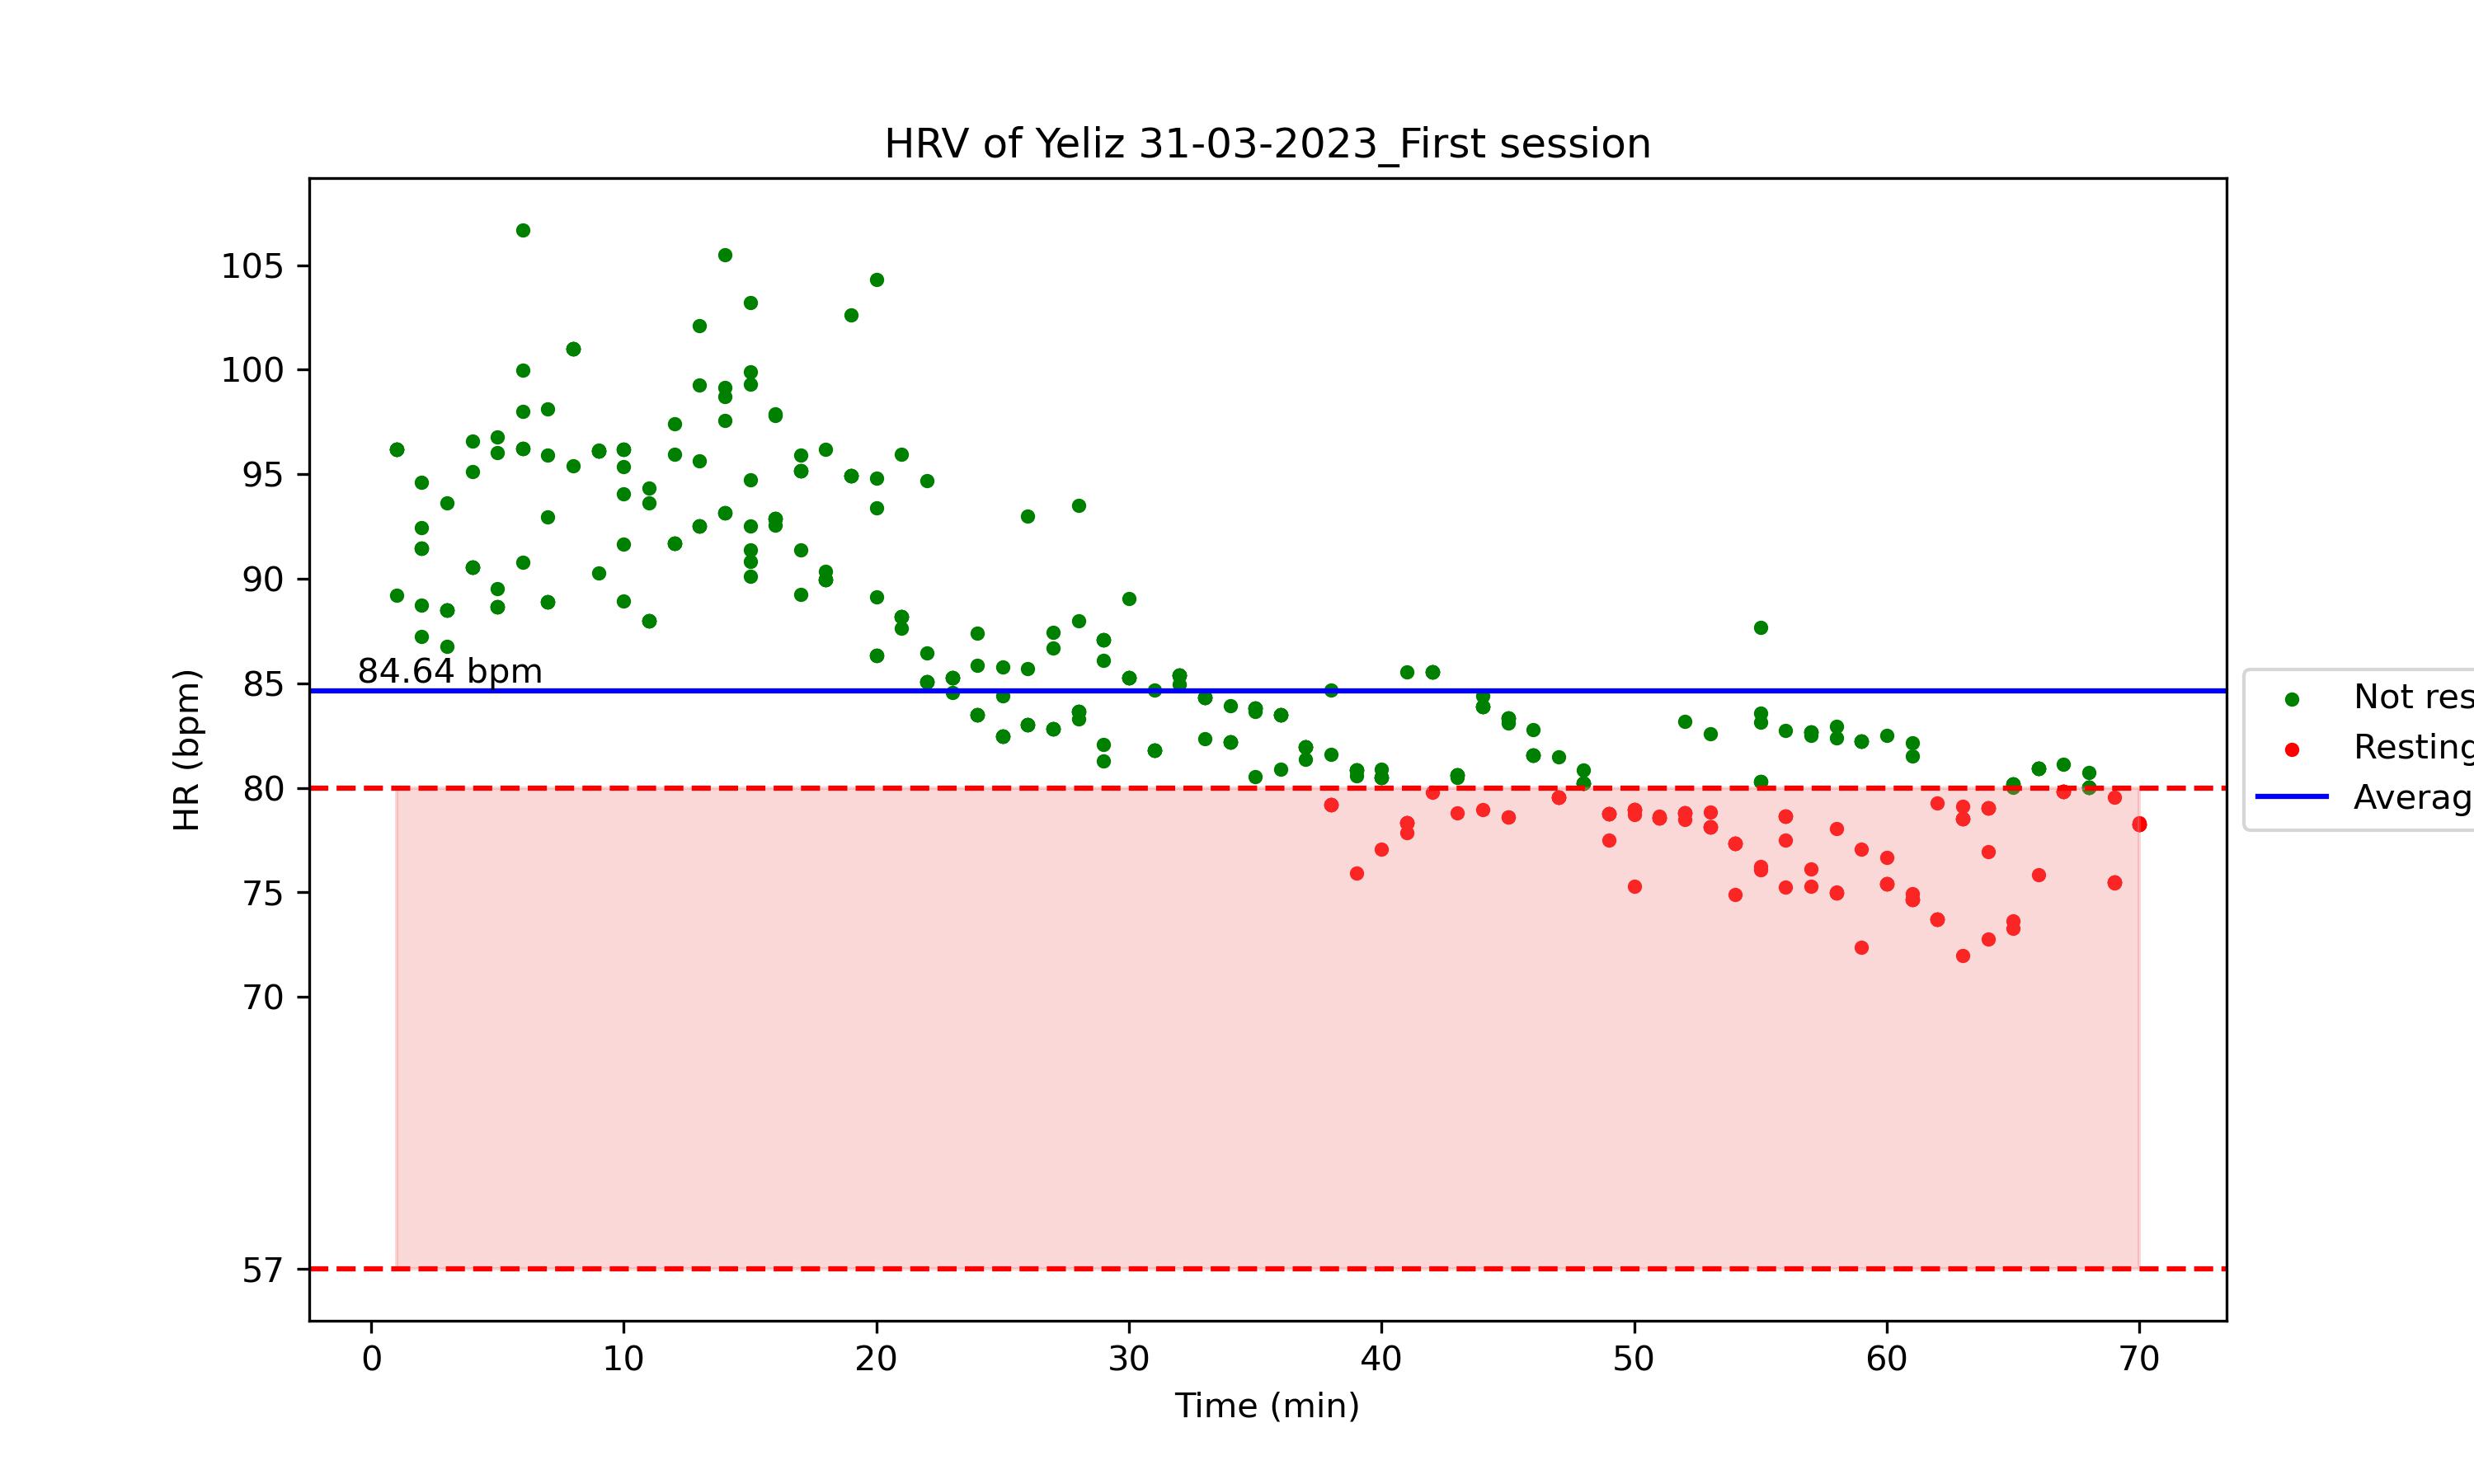 HRV of Yeliz 31-03-2023_First session
105
100
95
90
85
80
75
70
57
HR (bpm)
84.64 bpm
Not res
Resting
Averag
0 10 20 30 40 50 60 70
Time (min)